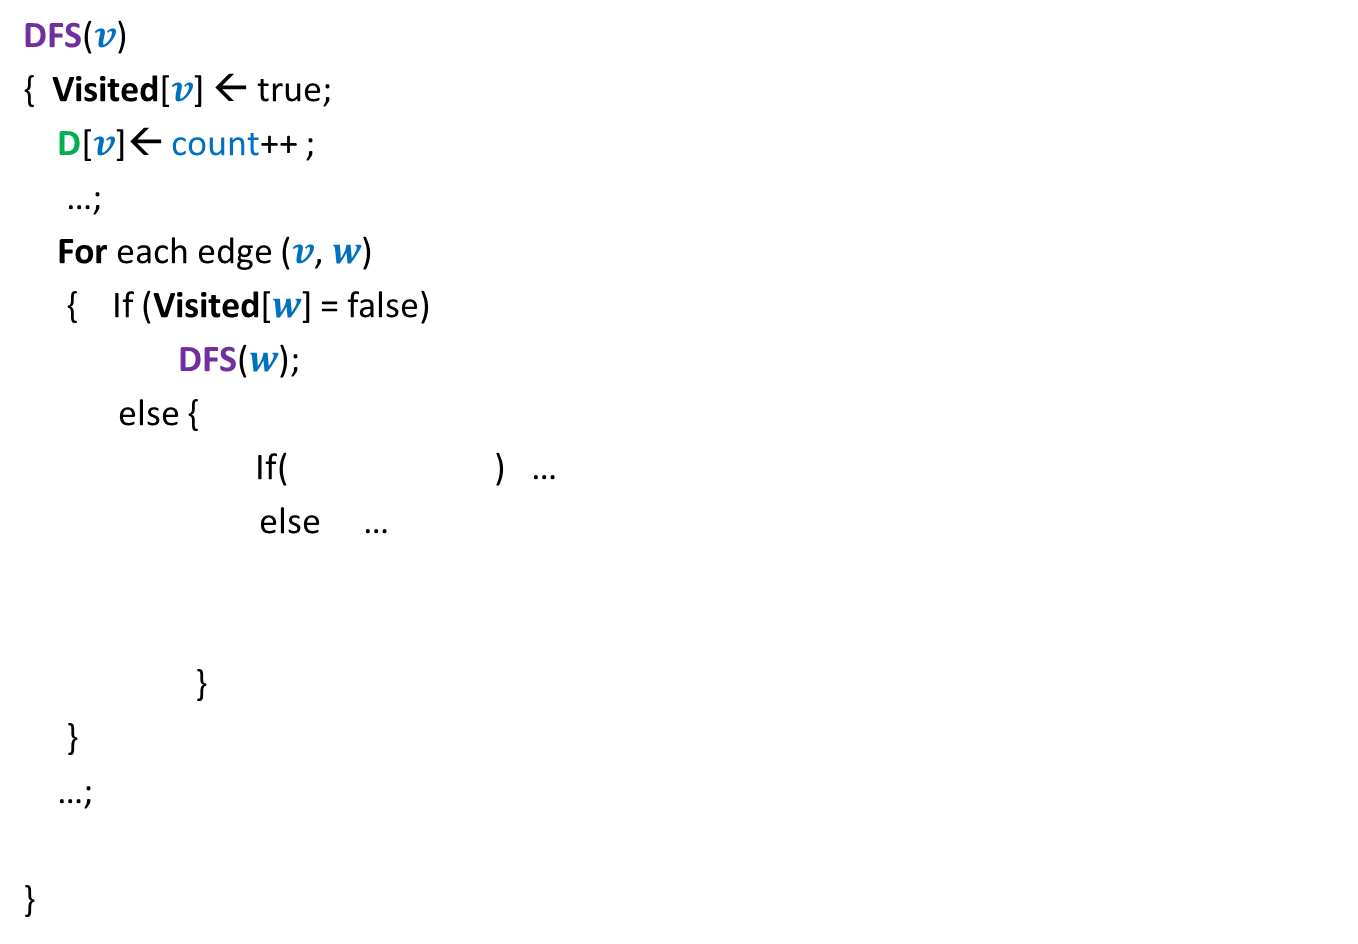 DFS(v)
{ Visited[v] ← true;
D[v]← count++ ;
...;
For each edge (v, w)
{ If (Visited[w] = false)
DFS(w);
else {
If( ) ...
else ...
}
}
...;
}